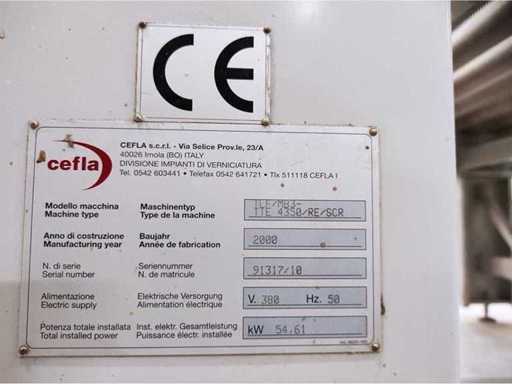 CE
cefla
CEFLA s.c.r.l. - Via Selice Prov.le, 23/A
40026 Imola (BO) ITALY
DIVISIONE IMPIANTI DI VERNICIATURA
Tel. 0542 603441 • Telefax 0542 641721 • Tlx 511118 CEFLA I
Modello macchina Maschinentyp TCE/MB3-
Machine type Type de la machine TTE 4350/RE/SCR
Anno di costruzione Baujahr 2000
Manufacturing year Année de fabrication
N. di serie Seriennummer 91317/10
Serial number N. de matricule
Alimentazione Elektrische Versorgung V. 380 Hz. 50
Electric supply Alimentation électrique
Potenza totale installata Inst. elektr. Gesamtleistung kW 54,61
Total installed power Puissance électr. installée